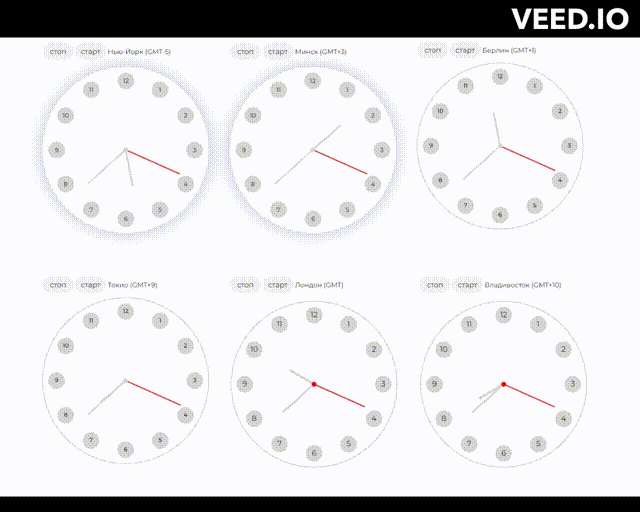 VEED.IO
стоп старт Нью-Йорк (GMT-5)
стоп старт Минск (GMT+3)
стоп старт Берлин (GMT+1)
12 1 2 3 4 5 6 7 8 9 10 11
12 1 2 3 4 5 6 7 8 9 10 11
12 1 2 3 4 5 6 7 8 9 10 11
стоп старт Токио (GMT+9)
стоп старт Лондон (GMT)
стоп старт Владивосток (GMT+10)
12 1 2 3 4 5 6 7 8 9 10 11
12 1 2 3 4 5 6 7 8 9 10 11
12 1 2 3 4 5 6 7 8 9 10 11